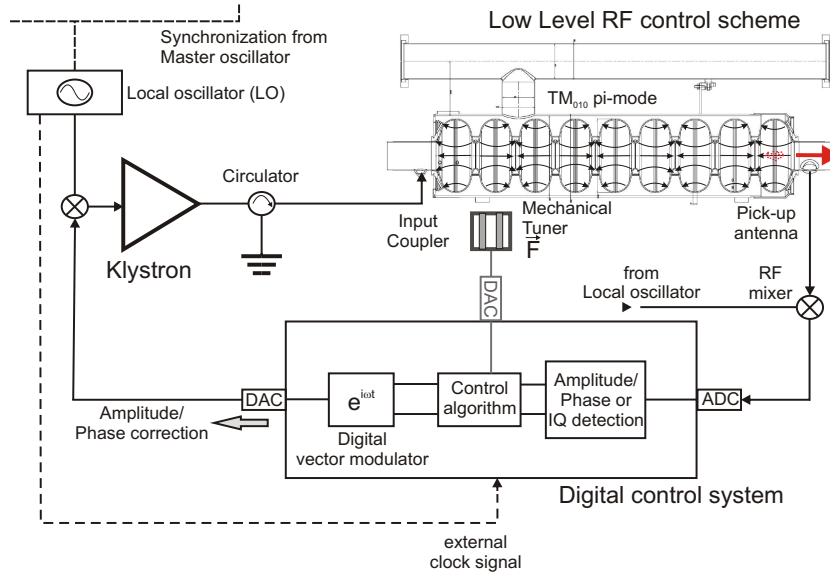 Low Level RF control scheme
Synchronization from
Master oscillator
Local oscillator (LO)
TM010 pi-mode
Circulator
Input
Coupler
Mechanical
Tuner
F
Pick-up
antenna
Klystron
from
Local oscillator
RF
mixer
DAC
DAC
e^iωt
Control
algorithm
Amplitude/
Phase or
IQ detection
ADC
Amplitude/
Phase correction
Digital
vector modulator
Digital control system
external
clock signal